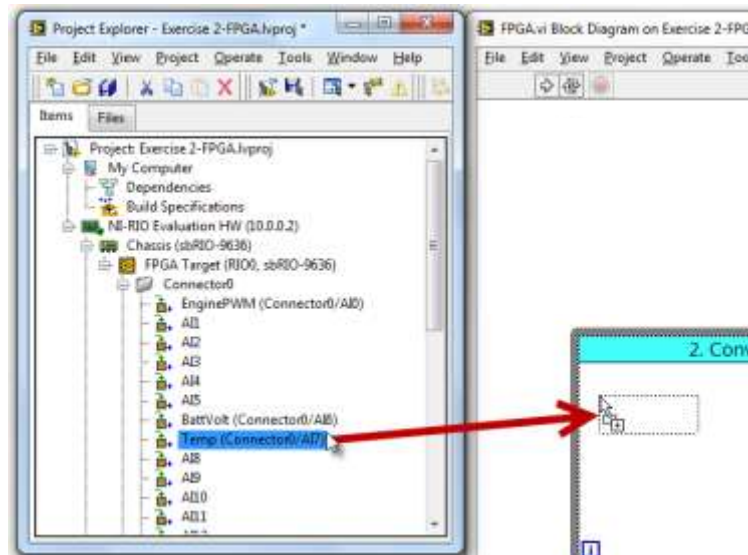 Project Explorer - Exercise 2-FPGA.lvproj *
File Edit View Project Operate Tools Window Help
Items Files
Project: Exercise 2-FPGA.lvproj
My Computer
Dependencies
Build Specifications
NI-RIO Evaluation HW (10.0.0.2)
Chassis (sbRIO-9636)
FPGA Target (RIO0, sbRIO-9636)
Connector0
EnginePWM (Connector0/AI0)
AI1
AI2
AI3
AI4
AI5
BattVolt (Connector0/AI6)
Temp (Connector0/AI7)
AI8
AI9
AI10
AI11
FPGA.vi Block Diagram on Exercise 2-FPG
File Edit View Project Operate Too
2. Conv
i